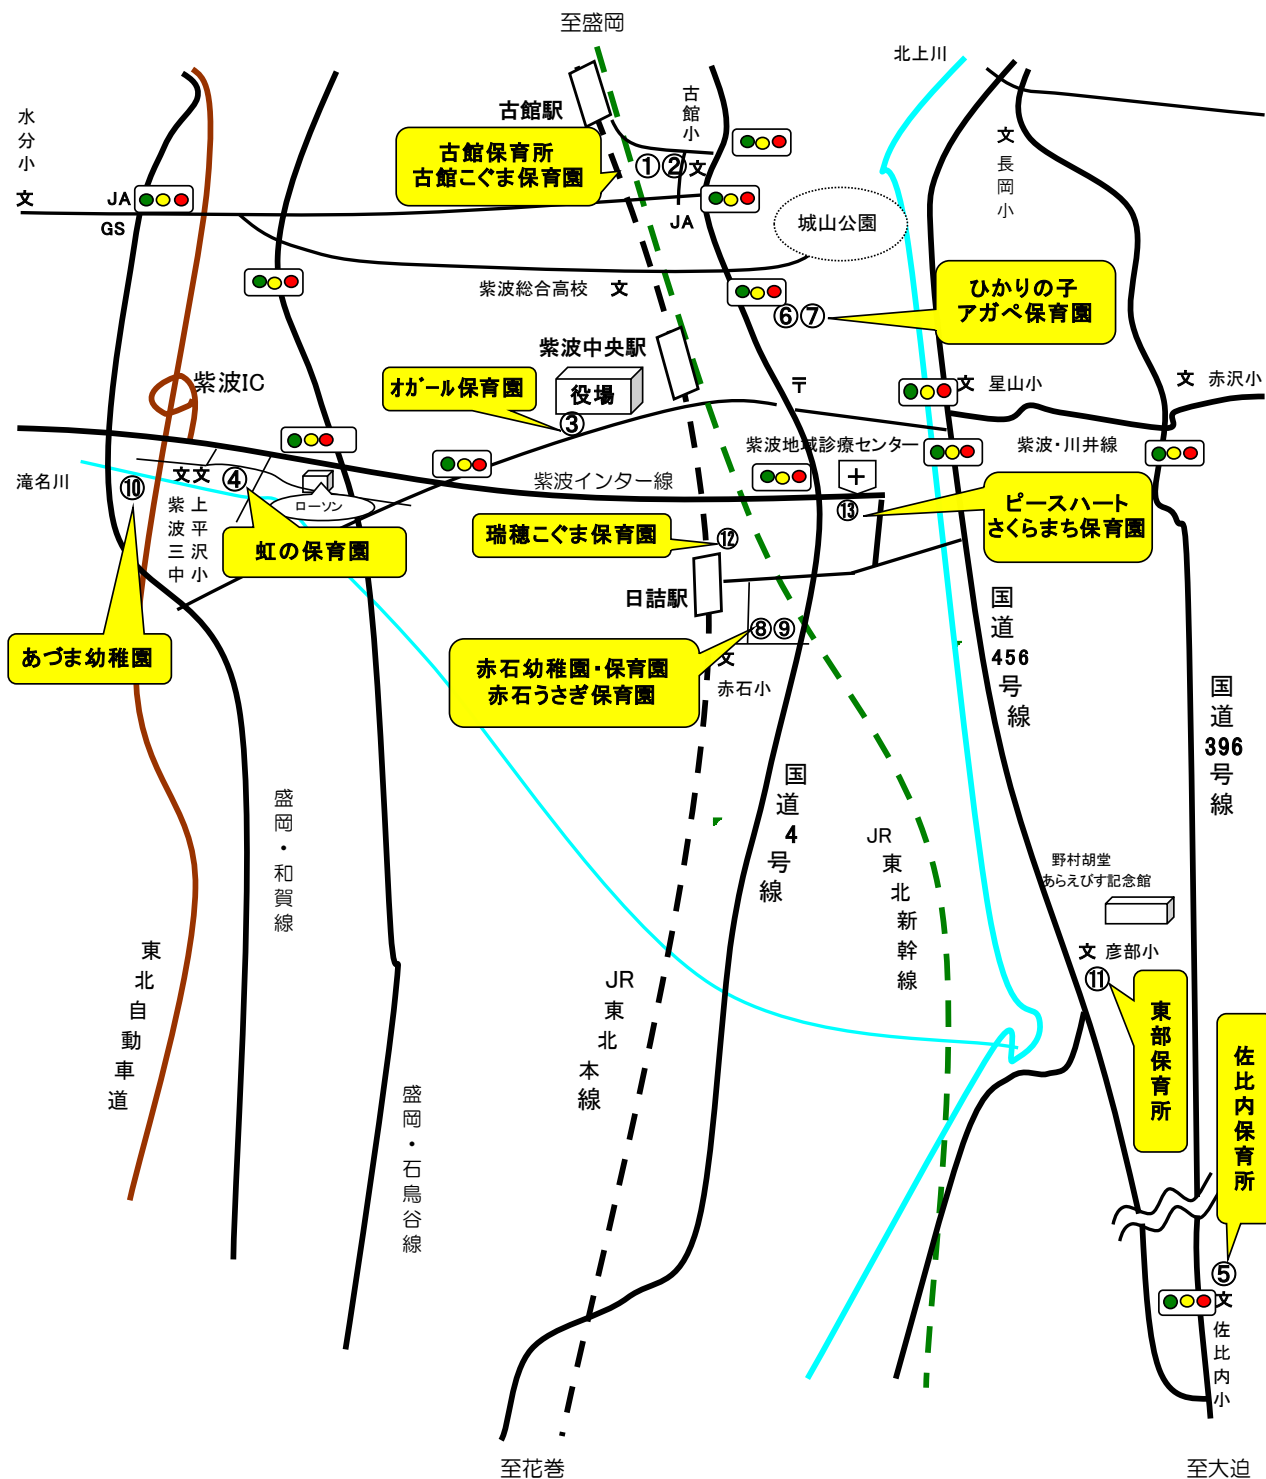 至盛岡
北上川
古館駅
古館小
水分小
文
JA
GS
古館保育所
古館こぐま保育園
①②文
JA
文
長岡小
城山公園
紫波総合高校 文
⑥⑦
ひかりの子
アガペ保育園
紫波中央駅
紫波IC
オガール保育園
役場
③
〒
文 星山小
文 赤沢小
紫波地域診療センター
紫波・川井線
滝名川
⑩
文文
紫波三中
上平沢小
④
ローソン
紫波インター線
⑬
ピースハート
さくらまち保育園
虹の保育園
瑞穂こぐま保育園
⑫
日詰駅
国道456号線
⑧⑨
あづま幼稚園
赤石幼稚園・保育園
赤石うさぎ保育園
文
赤石小
国道396号線
国道4号線
盛岡・和賀線
JR東北新幹線
野村胡堂
あらえびす記念館
文 彦部小
⑪
東北自動車道
JR東北本線
東部保育所
佐比内保育所
盛岡・石鳥谷線
⑤
文
佐比内小
至花巻
至大迫